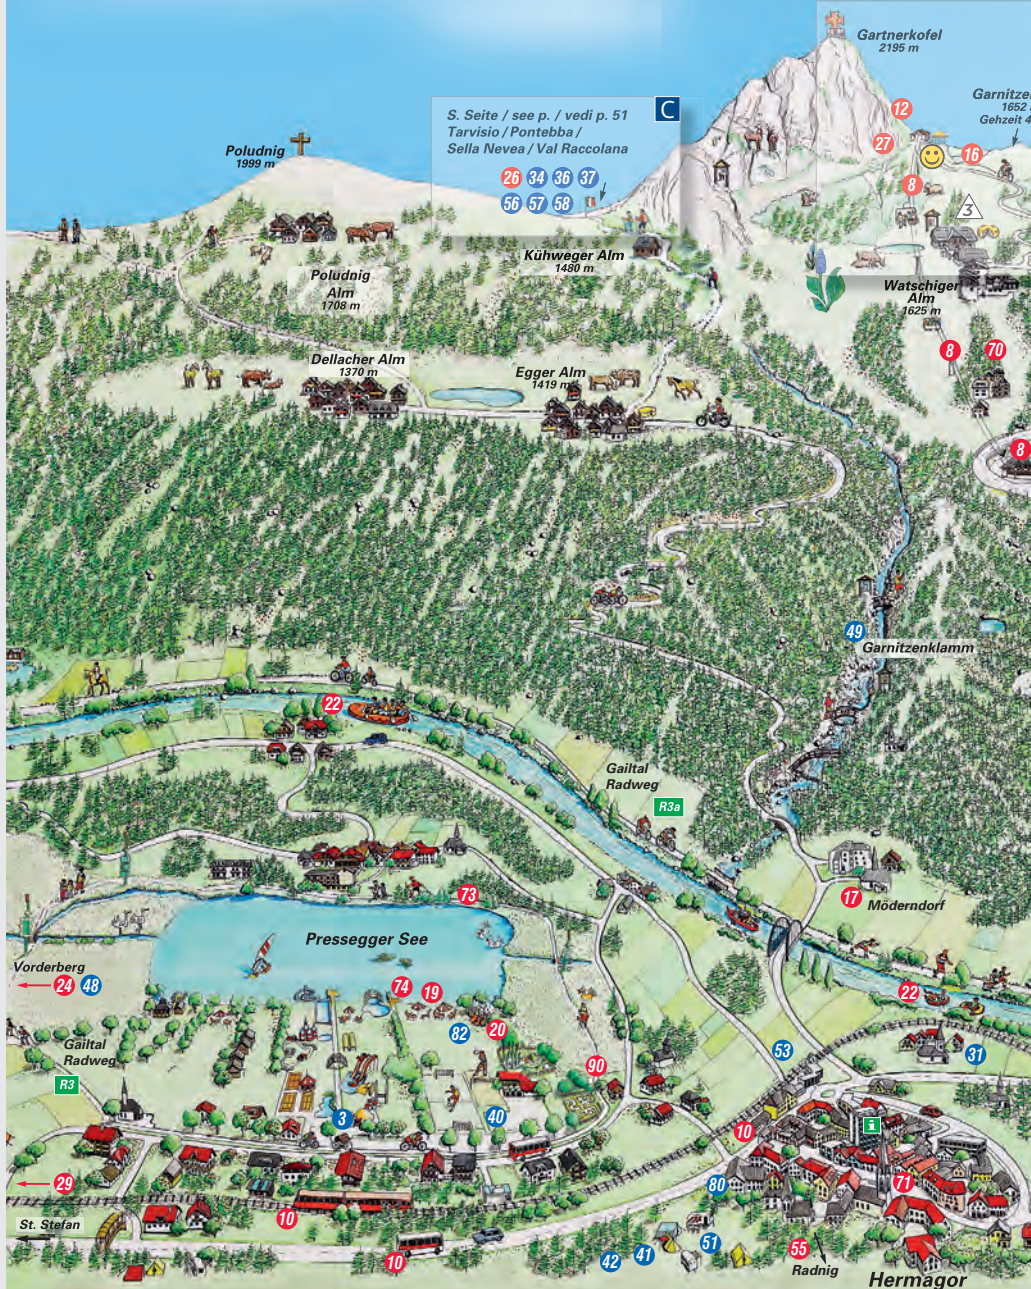 Gartnerkofel
2195 m
C
S. Seite / see p. / vedi p. 51
Tarvisio / Pontebba /
Sella Nevea / Val Raccolana
26 34 36 37
56 57 58
12
27
16
8
3
1652
Gehzeit 4
Poludnig
1999 m
Kühweger Alm
1480 m
Poludnig
Alm
1708 m
Watschiger
Alm
1625 m
8
70
8
Dellacher Alm
1370 m
Egger Alm
1419 m
49
Garnitzenklamm
22
Gailtal
Radweg
R3a
73
17
Möderndorf
Pressegger See
Vorderberg
24 48
74
19
82
20
22
Gailtal
Radweg
R3
53
31
90
3
40
10
i
29
80
71
10
St. Stefan
10
42
41
51
55
Radnig
Hermagor